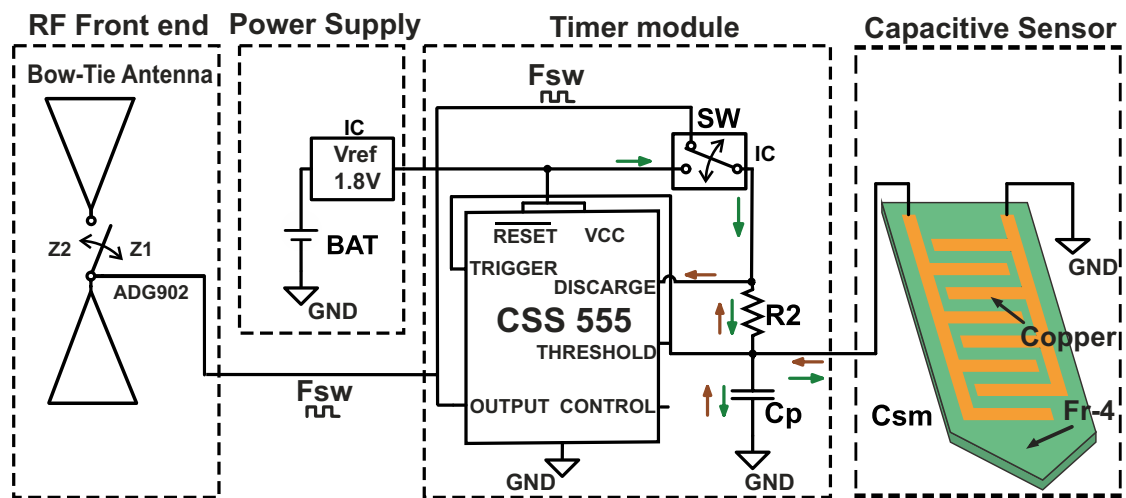 RF Front end
Power Supply
Timer module
Capacitive Sensor
Bow-Tie Antenna
Z2
Z1
ADG902
Fsw
IC
Vref
1.8V
BAT
GND
Fsw
SW
IC
RESET
VCC
TRIGGER
DISCARGE
CSS 555
R2
THRESHOLD
OUTPUT
CONTROL
Cp
GND
GND
GND
Copper
Fr-4
Csm